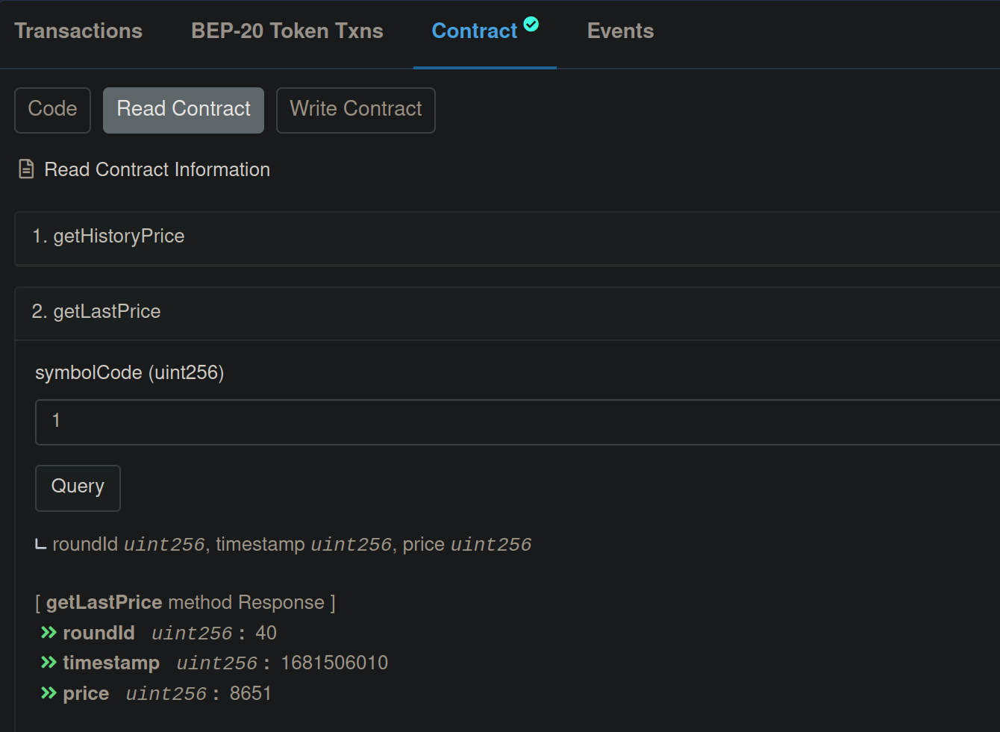 Transactions BEP-20 Token Txns Contract Events
Code Read Contract Write Contract
Read Contract Information
1. getHistoryPrice
2. getLastPrice
symbolCode (uint256)
1
Query
roundId uint256, timestamp uint256, price uint256
[ getLastPrice method Response ]
roundId uint256 : 40
timestamp uint256 : 1681506010
price uint256 : 8651